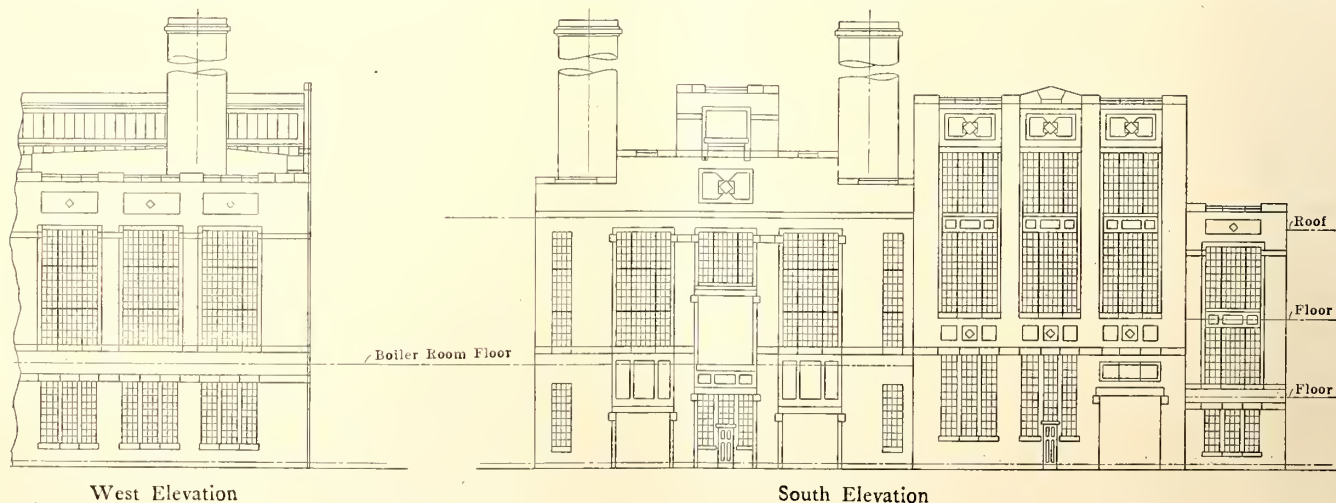 Roof
Floor
Boiler Room Floor
Floor
West Elevation
South Elevation